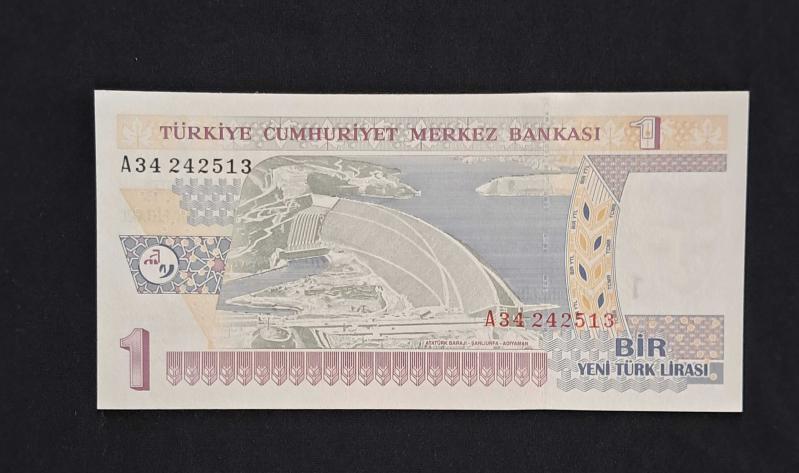 TÜRKİYE CUMHURİYET MERKEZ BANKASI
1
A34 242513
A34 242513
ATATÜRK BARAJI - ŞANLIURFA - ADIYAMAN
1
BİR
YENİ TÜRK LİRASI